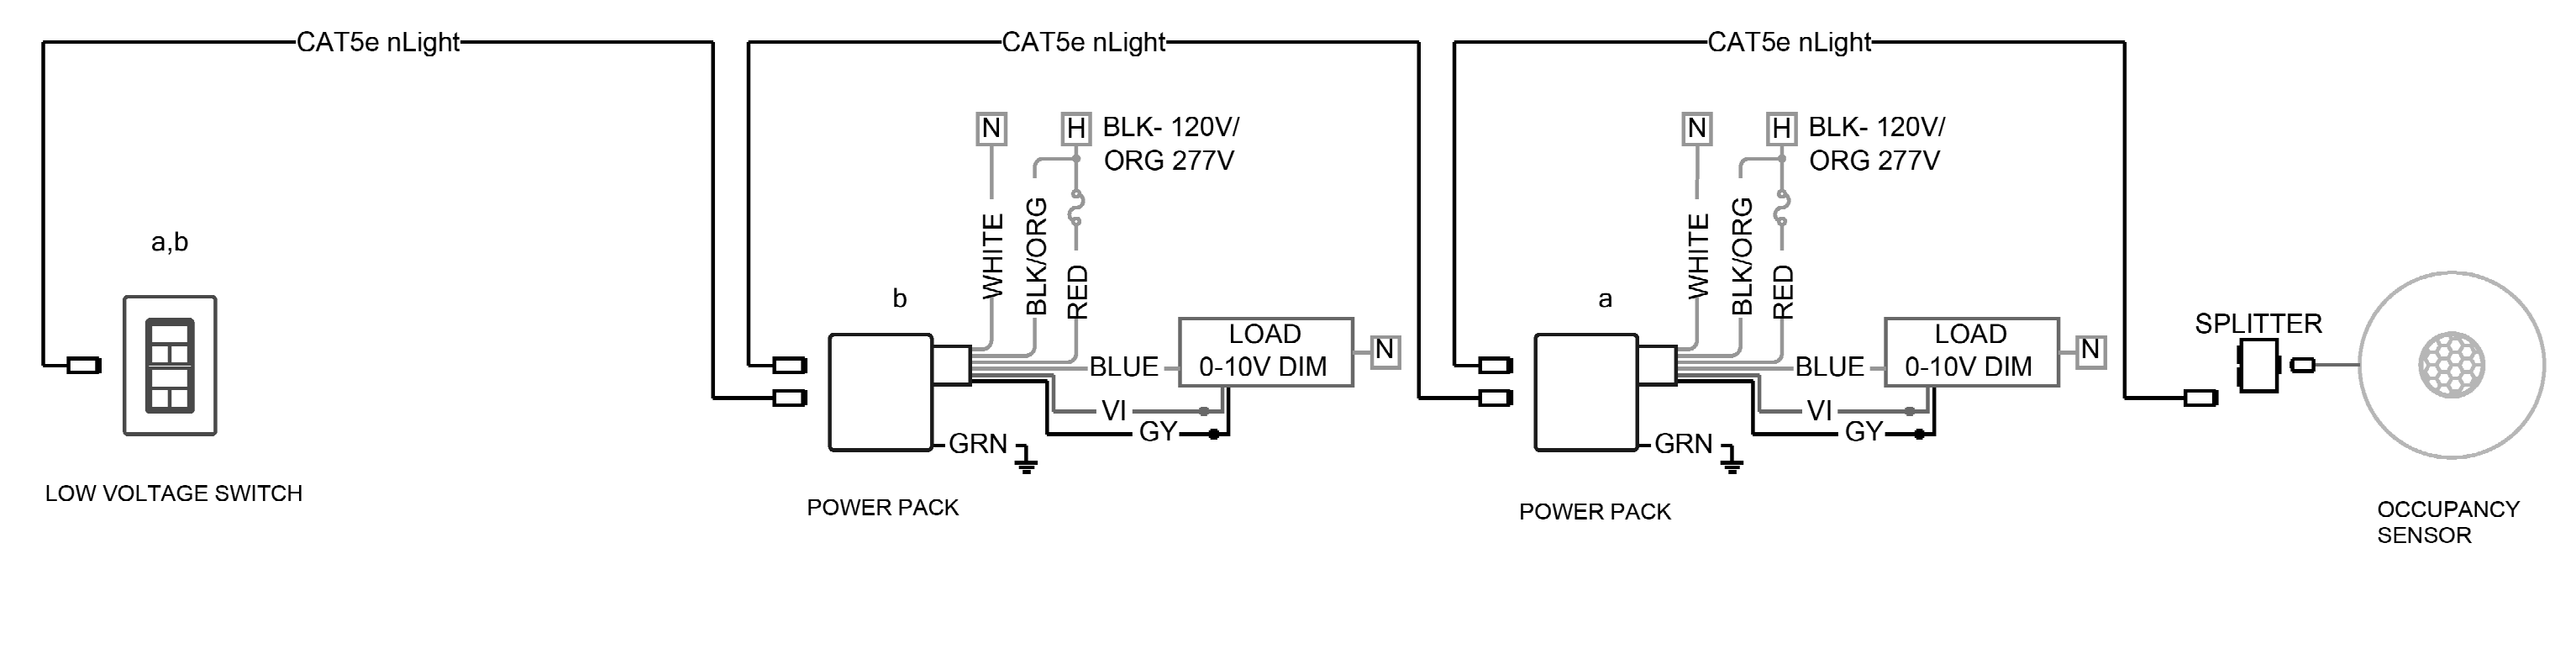 CAT5e nLight
CAT5e nLight
CAT5e nLight
a,b
LOW VOLTAGE SWITCH
N
H
BLK- 120V/
ORG 277V
WHITE
BLK/ORG
RED
b
LOAD
0-10V DIM
N
BLUE
VI
GY
GRN
POWER PACK
N
H
BLK- 120V/
ORG 277V
WHITE
BLK/ORG
RED
a
LOAD
0-10V DIM
N
BLUE
VI
GY
GRN
POWER PACK
SPLITTER
OCCUPANCY
SENSOR